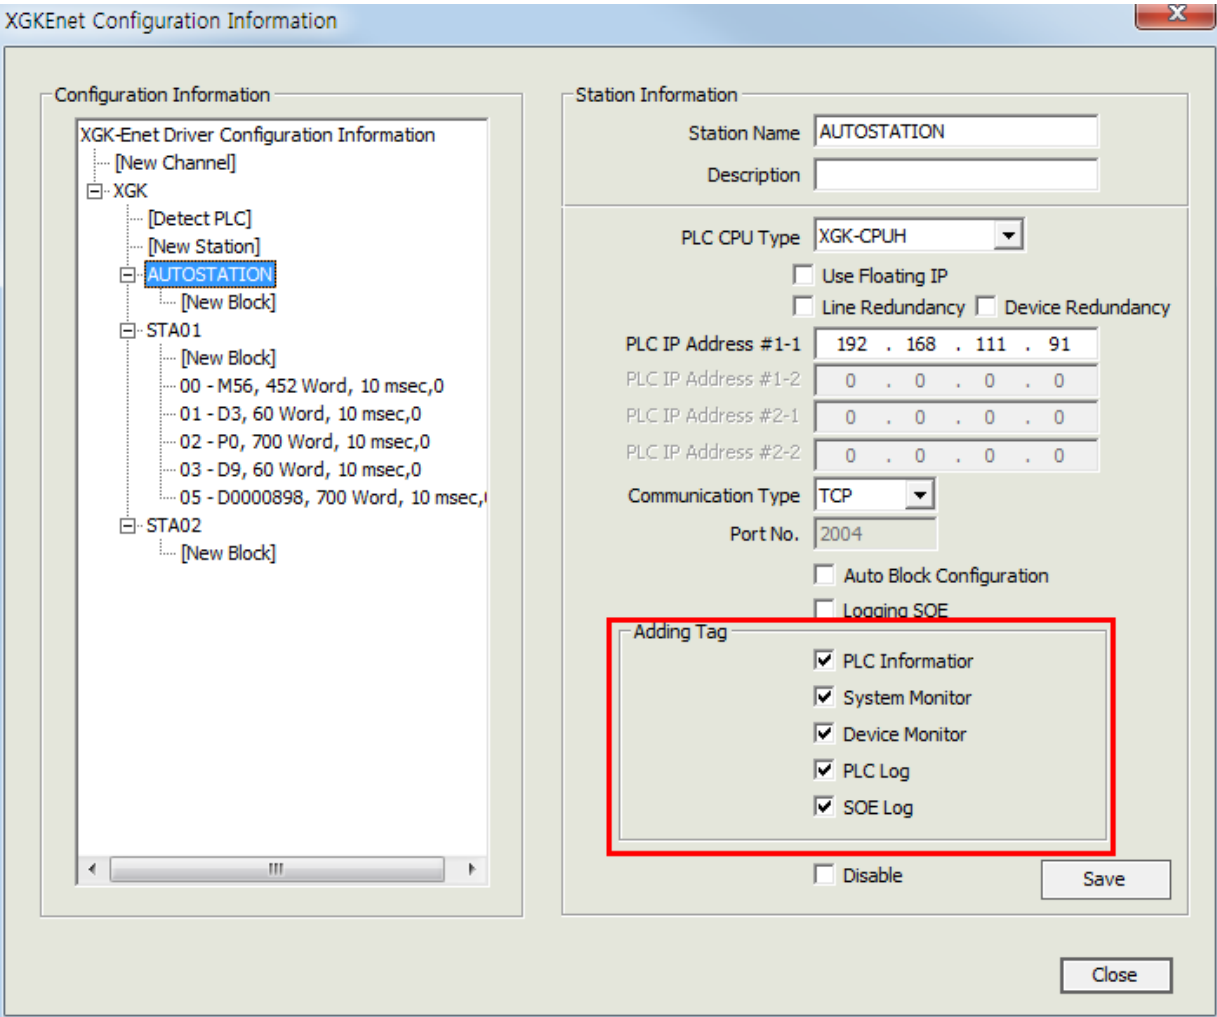 XGKEnet Configuration Information
Configuration Information
XGK-Enet Driver Configuration Information
[New Channel]
XGK
[Detect PLC]
[New Station]
AUTOSTATION
[New Block]
STA01
[New Block]
00 - M56, 452 Word, 10 msec,0
01 - D3, 60 Word, 10 msec,0
02 - P0, 700 Word, 10 msec,0
03 - D9, 60 Word, 10 msec,0
05 - D0000898, 700 Word, 10 msec,
STA02
[New Block]
Station Information
Station Name AUTOSTATION
Description
PLC CPU Type XGK-CPUH
Use Floating IP
Line Redundancy Device Redundancy
PLC IP Address #1-1 192 . 168 . 111 . 91
PLC IP Address #1-2 0 . 0 . 0 . 0
PLC IP Address #2-1 0 . 0 . 0 . 0
PLC IP Address #2-2 0 . 0 . 0 . 0
Communication Type TCP
Port No. 2004
Auto Block Configuration
Logging SOE
Adding Tag
PLC Informatior
System Monitor
Device Monitor
PLC Log
SOE Log
Disable Save
Close